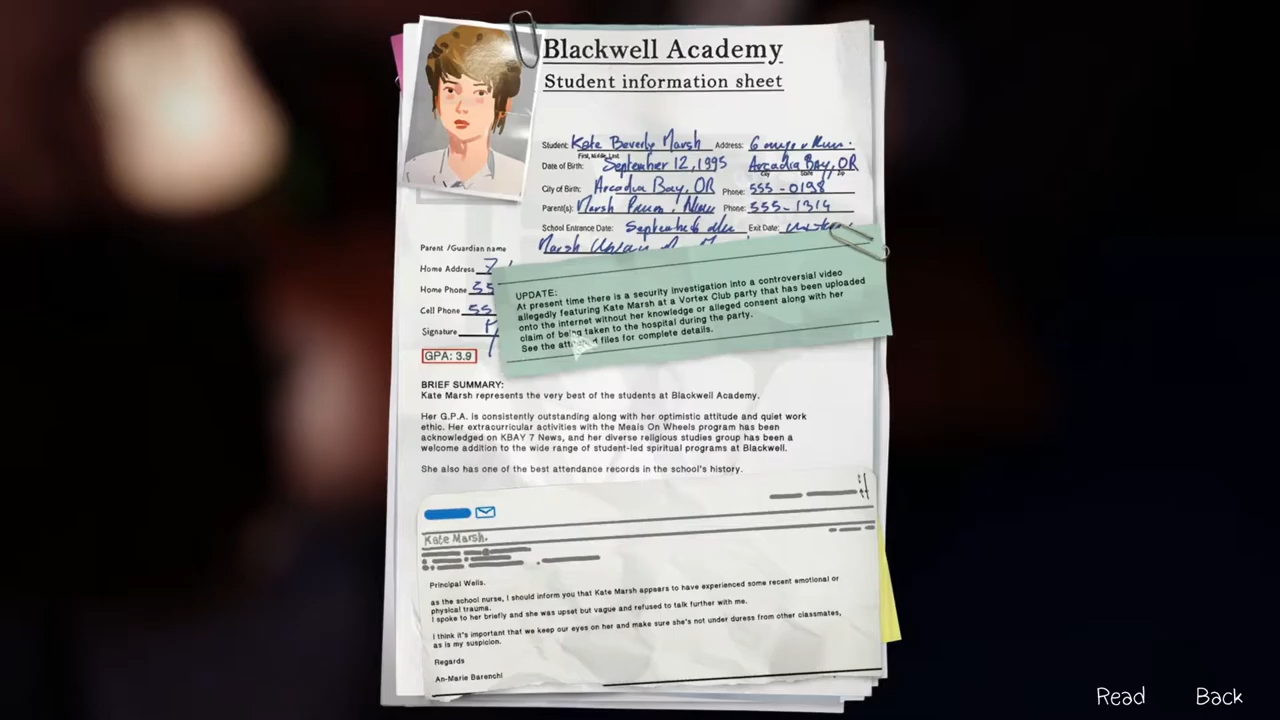 Blackwell Academy
Student information sheet
Student: Kate Beverly Marsh Address: 6
First, Middle, Last
Date of Birth: September 12, 1995 Arcadia Bay, OR
City State Zip
City of Birth: Arcadia Bay, OR Phone: 555-0198
Parent(s): Marsh Phone: 555-1314
School Entrance Date: Exit Date:
Marsh
Parent /Guardian name
Home Address 7
Home Phone 55
Cell Phone 55
Signature
GPA: 3.9
UPDATE:
At present time there is a security investigation into a controversial video
allegedly featuring Kate Marsh at a Vortex Club party that has been uploaded
onto the internet without her knowledge or alleged consent along with her
claim of being taken to the hospital during the party.
See the attached files for complete details.
BRIEF SUMMARY:
Kate Marsh represents the very best of the students at Blackwell Academy.
Her G.P.A. is consistently outstanding along with her optimistic attitude and quiet work
ethic. Her extracurricular activities with the Meals On Wheels program has been
acknowledged on KBAY 7 News, and her diverse religious studies group has been a
welcome addition to the wide range of student-led spiritual programs at Blackwell.
She also has one of the best attendance records in the school's history.
Kate Marsh.
Principal Wells.
as the school nurse, I should inform you that Kate Marsh appears to have experienced some recent emotional or
physical trauma.
I spoke to her briefly and she was upset but vague and refused to talk further with me.
I think it's important that we keep our eyes on her and make sure she's not under duress from other classmates,
as is my suspicion.
Regards
An-Marie Barenchi
Read Back